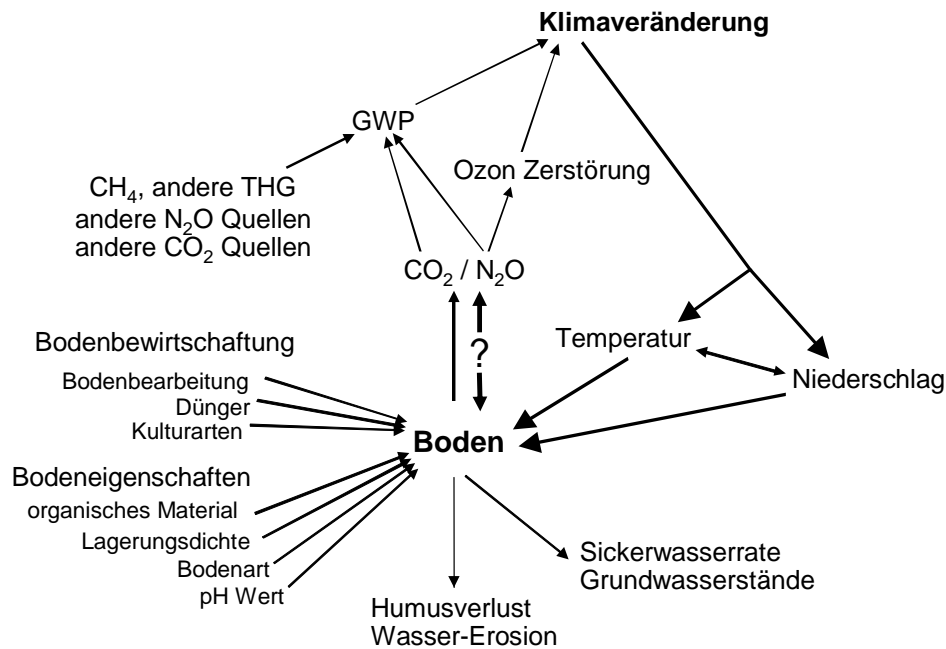 Klimaveränderung
GWP
Ozon Zerstörung
CH₄, andere THG
andere N₂O Quellen
andere CO₂ Quellen
CO₂ / N₂O
Temperatur
Niederschlag
?
Bodenbewirtschaftung
Bodenbearbeitung
Dünger
Kulturarten
Boden
Bodeneigenschaften
organisches Material
Lagerungsdichte
Bodenart
pH Wert
Sickerwasserrate
Grundwasserstände
Humusverlust
Wasser-Erosion